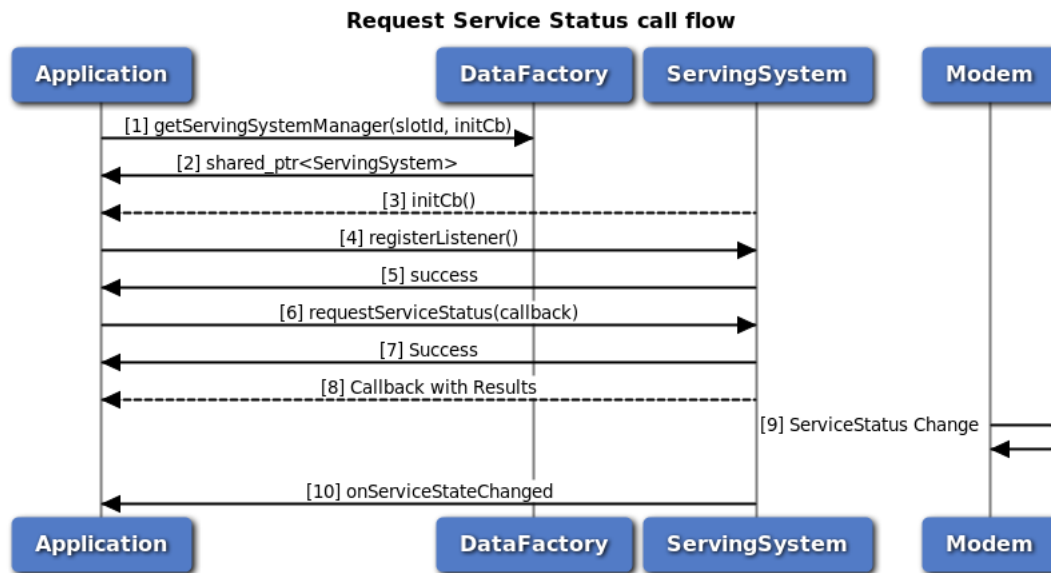 Request Service Status call flow
Application DataFactory ServingSystem Modem
[1] getServingSystemManager(slotId, initCb)
[2] shared_ptr<ServingSystem>
[3] initCb()
[4] registerListener()
[5] success
[6] requestServiceStatus(callback)
[7] Success
[8] Callback with Results
[9] ServiceStatus Change
[10] onServiceStateChanged
Application DataFactory ServingSystem Modem